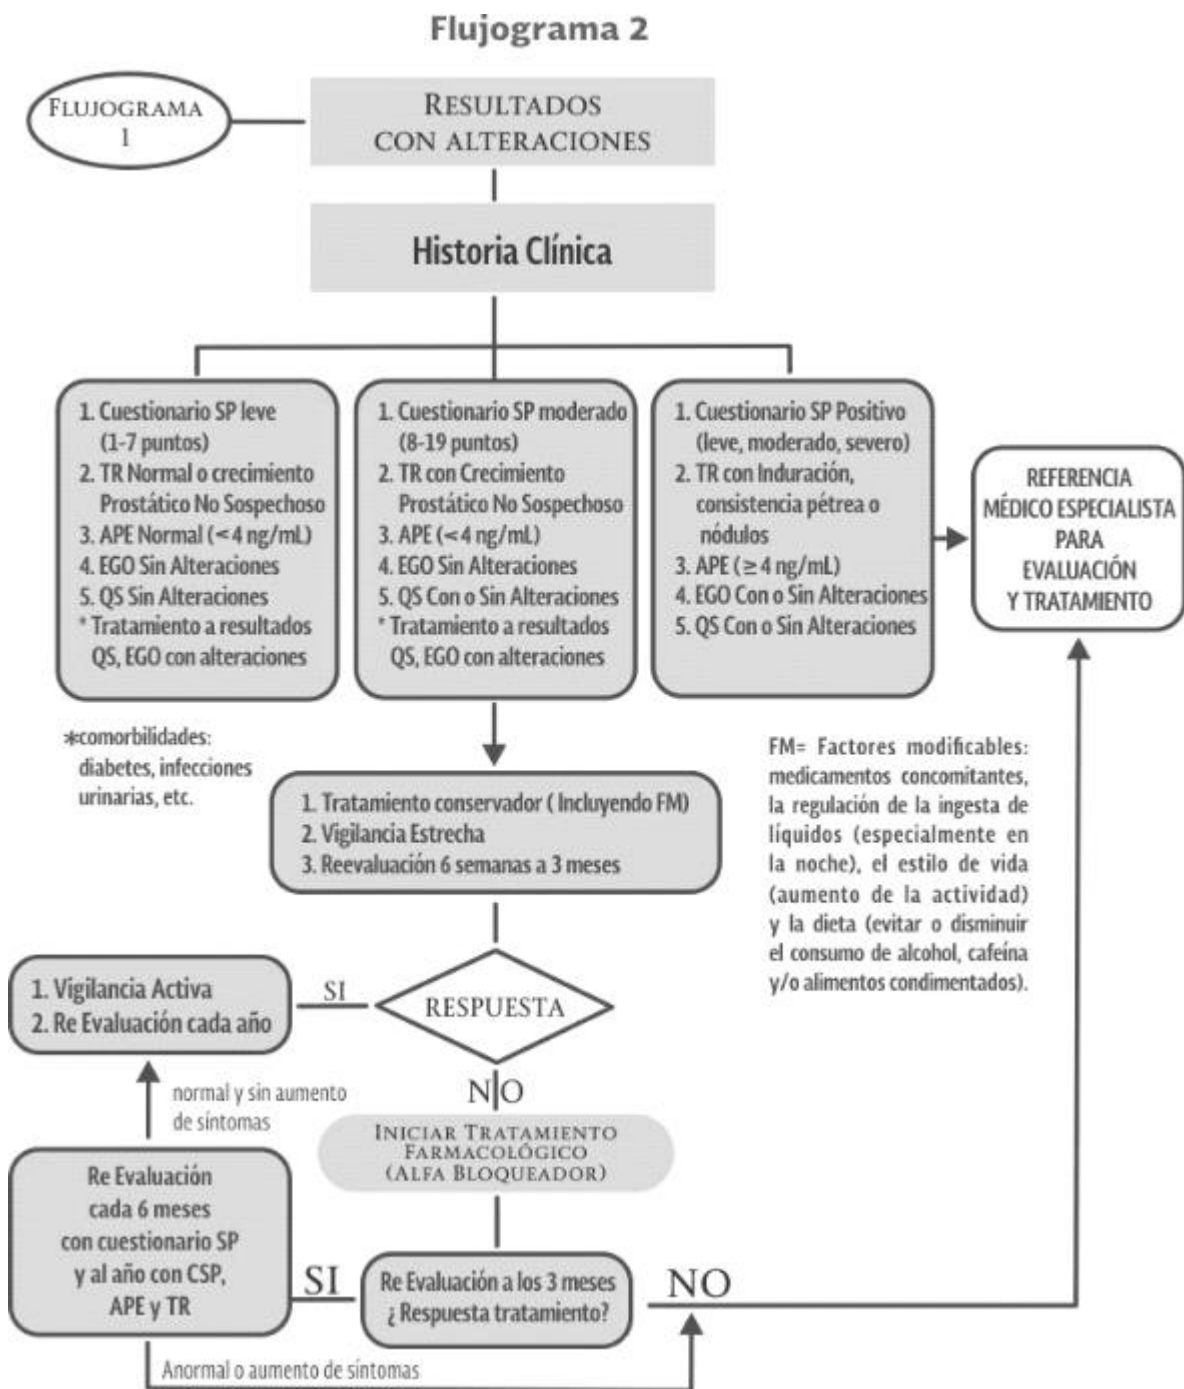 Flujograma 2
FLUJOGRAMA
1
RESULTADOS
CON ALTERACIONES
Historia Clínica
1. Cuestionario SP leve
(1-7 puntos)
2. TR Normal o crecimiento
Prostático No Sospechoso
3. APE Normal (<4 ng/mL)
4. EGO Sin Alteraciones
5. QS Sin Alteraciones
* Tratamiento a resultados
QS, EGO con alteraciones
1. Cuestionario SP moderado
(8-19 puntos)
2. TR con Crecimiento
Prostático No Sospechoso
3. APE (<4 ng/mL)
4. EGO Sin Alteraciones
5. QS Con o Sin Alteraciones
* Tratamiento a resultados
QS, EGO con alteraciones
1. Cuestionario SP Positivo
(leve, moderado, severo)
2. TR con Induración,
consistencia pétrea o
nódulos
3. APE (≥ 4 ng/mL)
4. EGO Con o Sin Alteraciones
5. QS Con o Sin Alteraciones
REFERENCIA
MÉDICO ESPECIALISTA
PARA
EVALUACIÓN
Y TRATAMIENTO
*comorbilidades:
diabetes, infecciones
urinarias, etc.
FM= Factores modificables:
medicamentos concomitantes,
la regulación de la ingesta de
líquidos (especialmente en
la noche), el estilo de vida
(aumento de la actividad)
y la dieta (evitar o disminuir
el consumo de alcohol, cafeína
y/o alimentos condimentados).
1. Tratamiento conservador ( Incluyendo FM)
2. Vigilancia Estrecha
3. Reevaluación 6 semanas a 3 meses
1. Vigilancia Activa
2. Re Evaluación cada año
SI
RESPUESTA
NO
normal y sin aumento
de síntomas
INICIAR TRATAMIENTO
FARMACOLÓGICO
(ALFA BLOQUEADOR)
Re Evaluación
cada 6 meses
con cuestionario SP
y al año con CSP,
APE y TR
SI
Re Evaluación a los 3 meses
¿ Respuesta tratamiento?
NO
Anormal o aumento de síntomas